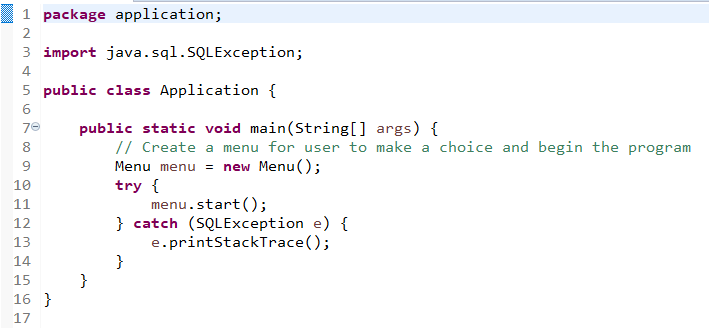 1 package application;
2
3 import java.sql.SQLException;
4
5 public class Application {
6
7 public static void main(String[] args) {
8 // Create a menu for user to make a choice and begin the program
9 Menu menu = new Menu();
10 try {
11 menu.start();
12 } catch (SQLException e) {
13 e.printStackTrace();
14 }
15 }
16 }
17